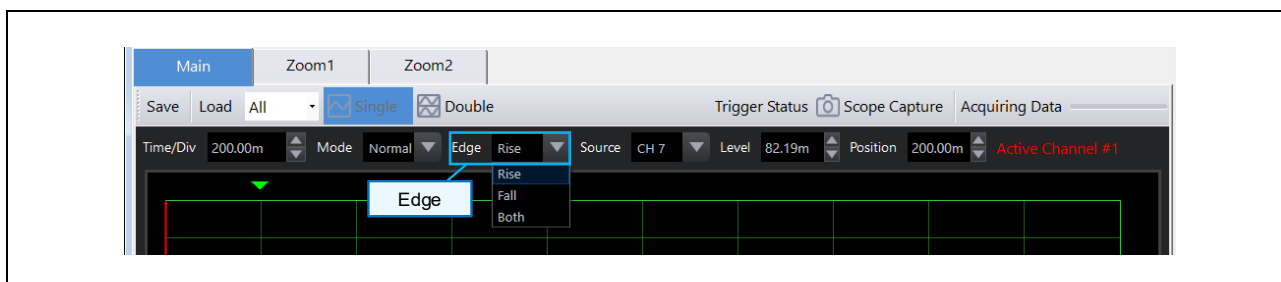 Main Zoom1 Zoom2
Save Load All Single Double Trigger Status Scope Capture Acquiring Data
Time/Div 200.00m Mode Normal Edge Rise Source CH 7 Level 82.19m Position 200.00m Active Channel #1
Rise
Edge Fall
Both